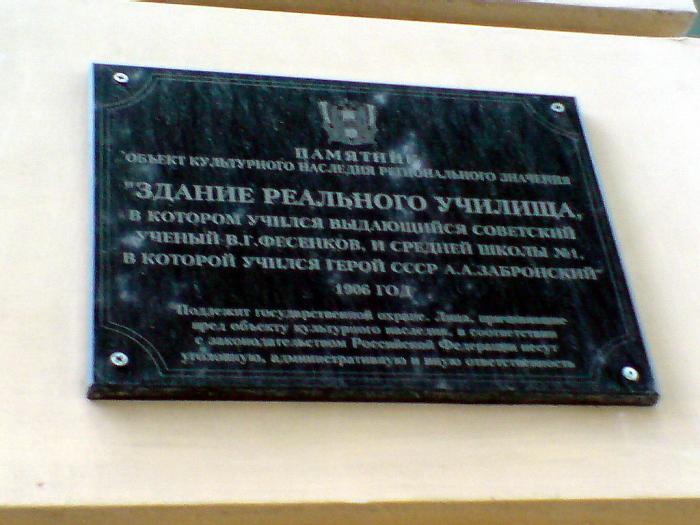 ПАМЯТНИК
"ОБЪЕКТ КУЛЬТУРНОГО НАСЛЕДИЯ РЕГИОНАЛЬНОГО ЗНАЧЕНИЯ
"ЗДАНИЕ РЕАЛЬНОГО УЧИЛИЩА,
В КОТОРОМ УЧИЛСЯ ВЫДАЮЩИЙСЯ СОВЕТСКИЙ
УЧЕНЫЙ В.Г.ФЕСЕНКОВ, И СРЕДНЕЙ ШКОЛЫ №1,
В КОТОРОЙ УЧИЛСЯ ГЕРОЙ СССР А.А.ЗАБРОНСКИЙ"
1906 ГОД
Подлежит государственной охране. Лица, причинившие
вред объекту культурного наследия, в соответствии
с законодательством Российской Федерации несут
уголовную, административную и иную ответственность